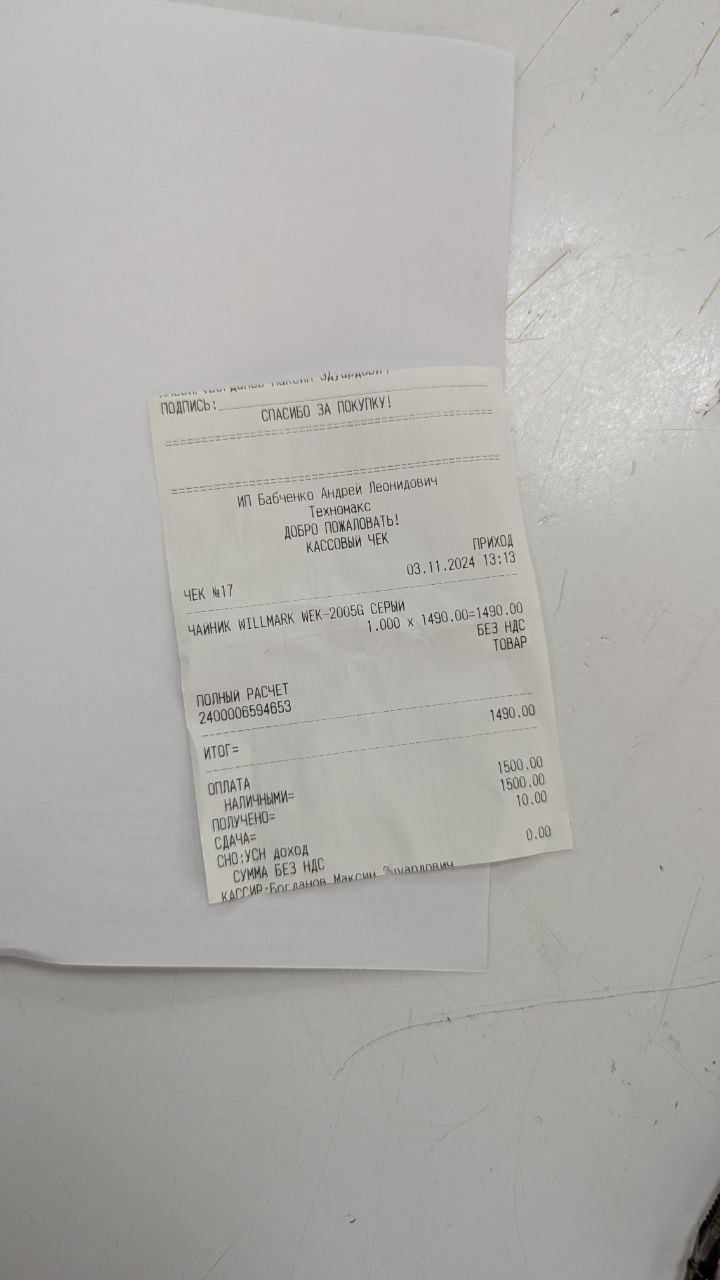 ПОДПИСЬ:
СПАСИБО ЗА ПОКУПКУ!
ИП Бабченко Андрей Леонидович
Техномакс
ДОБРО ПОЖАЛОВАТЬ!
КАССОВЫЙ ЧЕК
ПРИХОД
ЧЕК №17 03.11.2024 13:13
ЧАЙНИК WILLMARK WEK-2005G СЕРЫЙ
1.000 x 1490.00=1490.00
БЕЗ НДС
ТОВАР
ПОЛНЫЙ РАСЧЕТ
2400006594653
ИТОГ= 1490.00
ОПЛАТА
НАЛИЧНЫМИ= 1500.00
ПОЛУЧЕНО= 1500.00
СДАЧА= 10.00
СНО:УСН ДОХОД
СУММА БЕЗ НДС 0.00
КАССИР:Богданов Максим Эдуардович